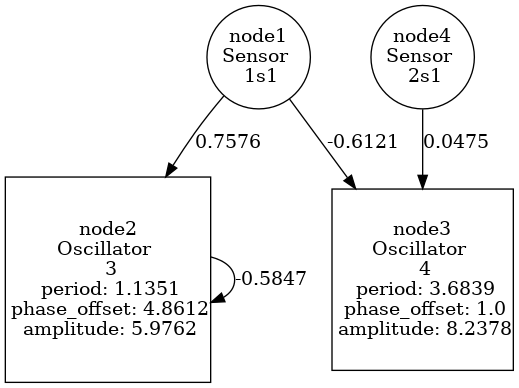 node1
Sensor
1s1
node4
Sensor
2s1
0.7576
-0.6121
0.0475
node2
Oscillator
3
period: 1.1351
phase_offset: 4.8612
amplitude: 5.9762
-0.5847
node3
Oscillator
4
period: 3.6839
phase_offset: 1.0
amplitude: 8.2378